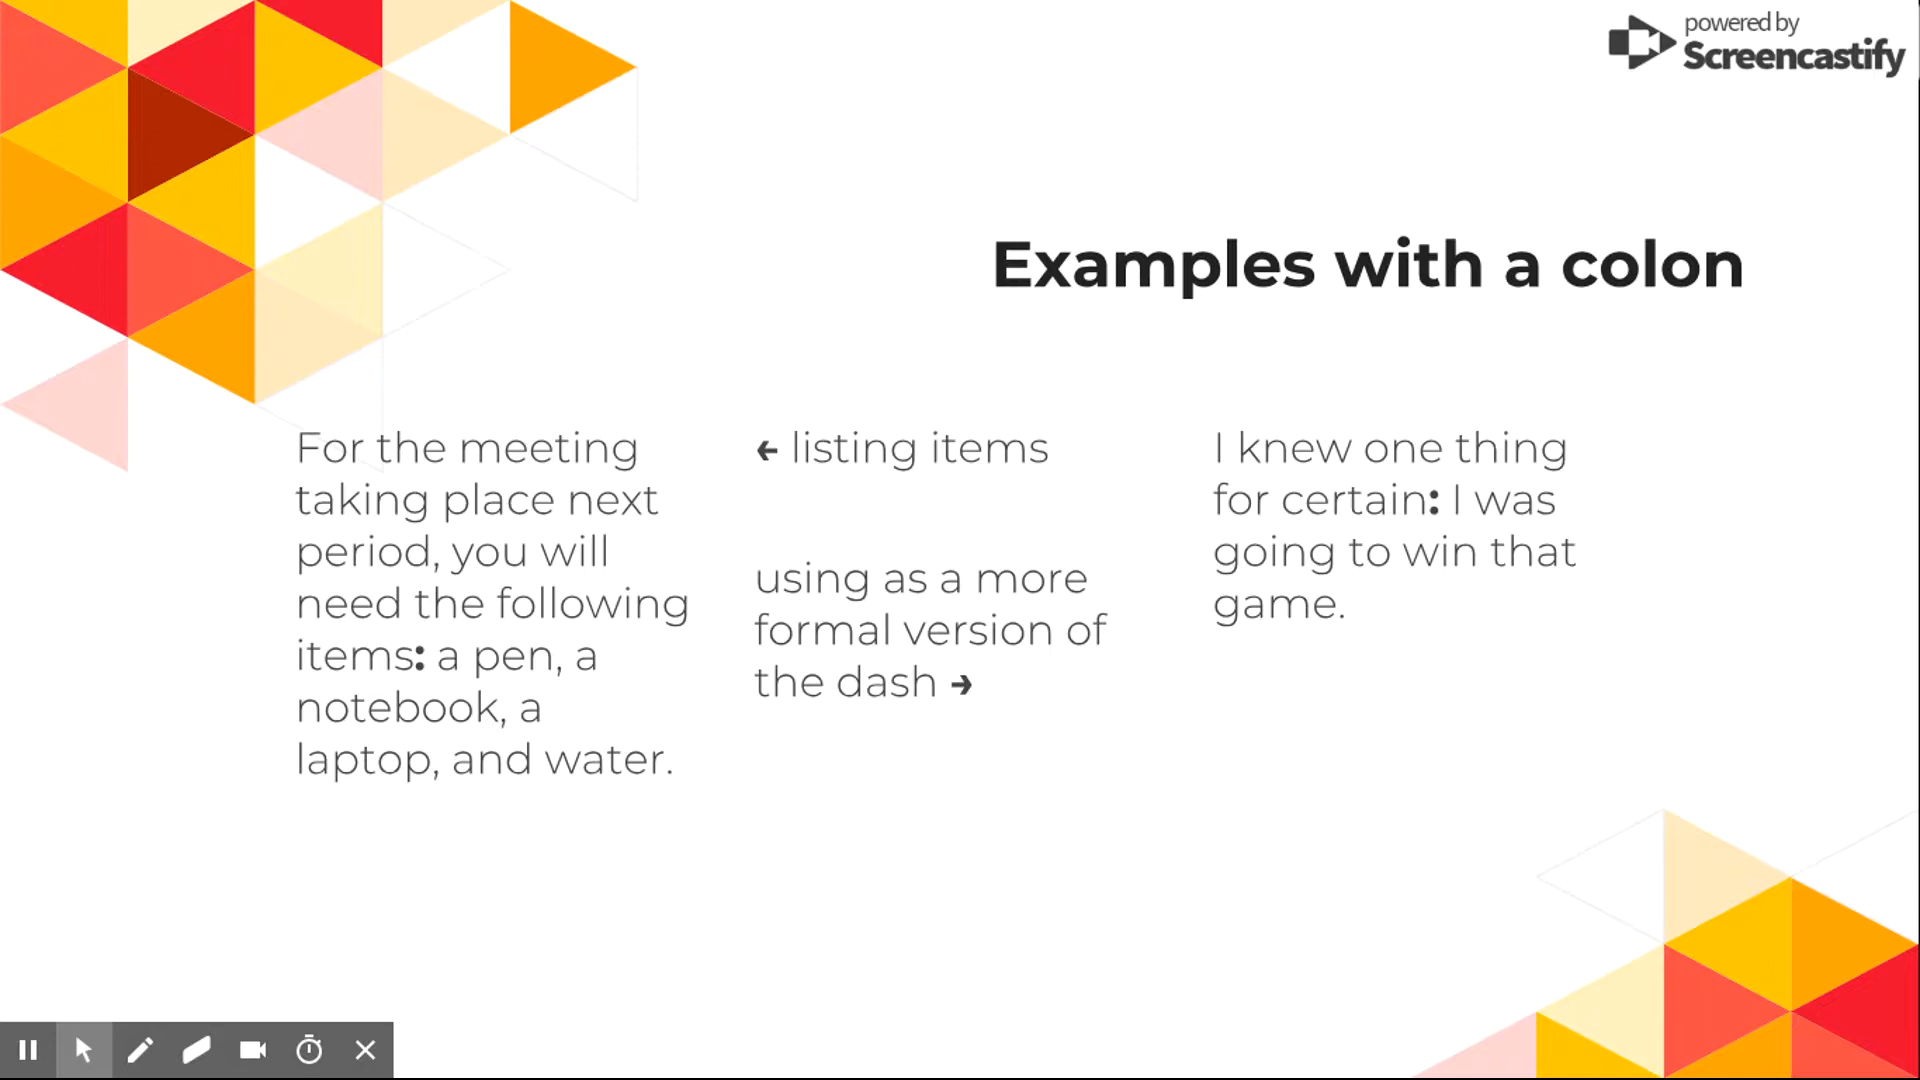 powered by
Screencastify
Examples with a colon
For the meeting
taking place next
period, you will
need the following
items: a pen, a
notebook, a
laptop, and water.
← listing items
using as a more
formal version of
the dash →
I knew one thing
for certain: I was
going to win that
game.